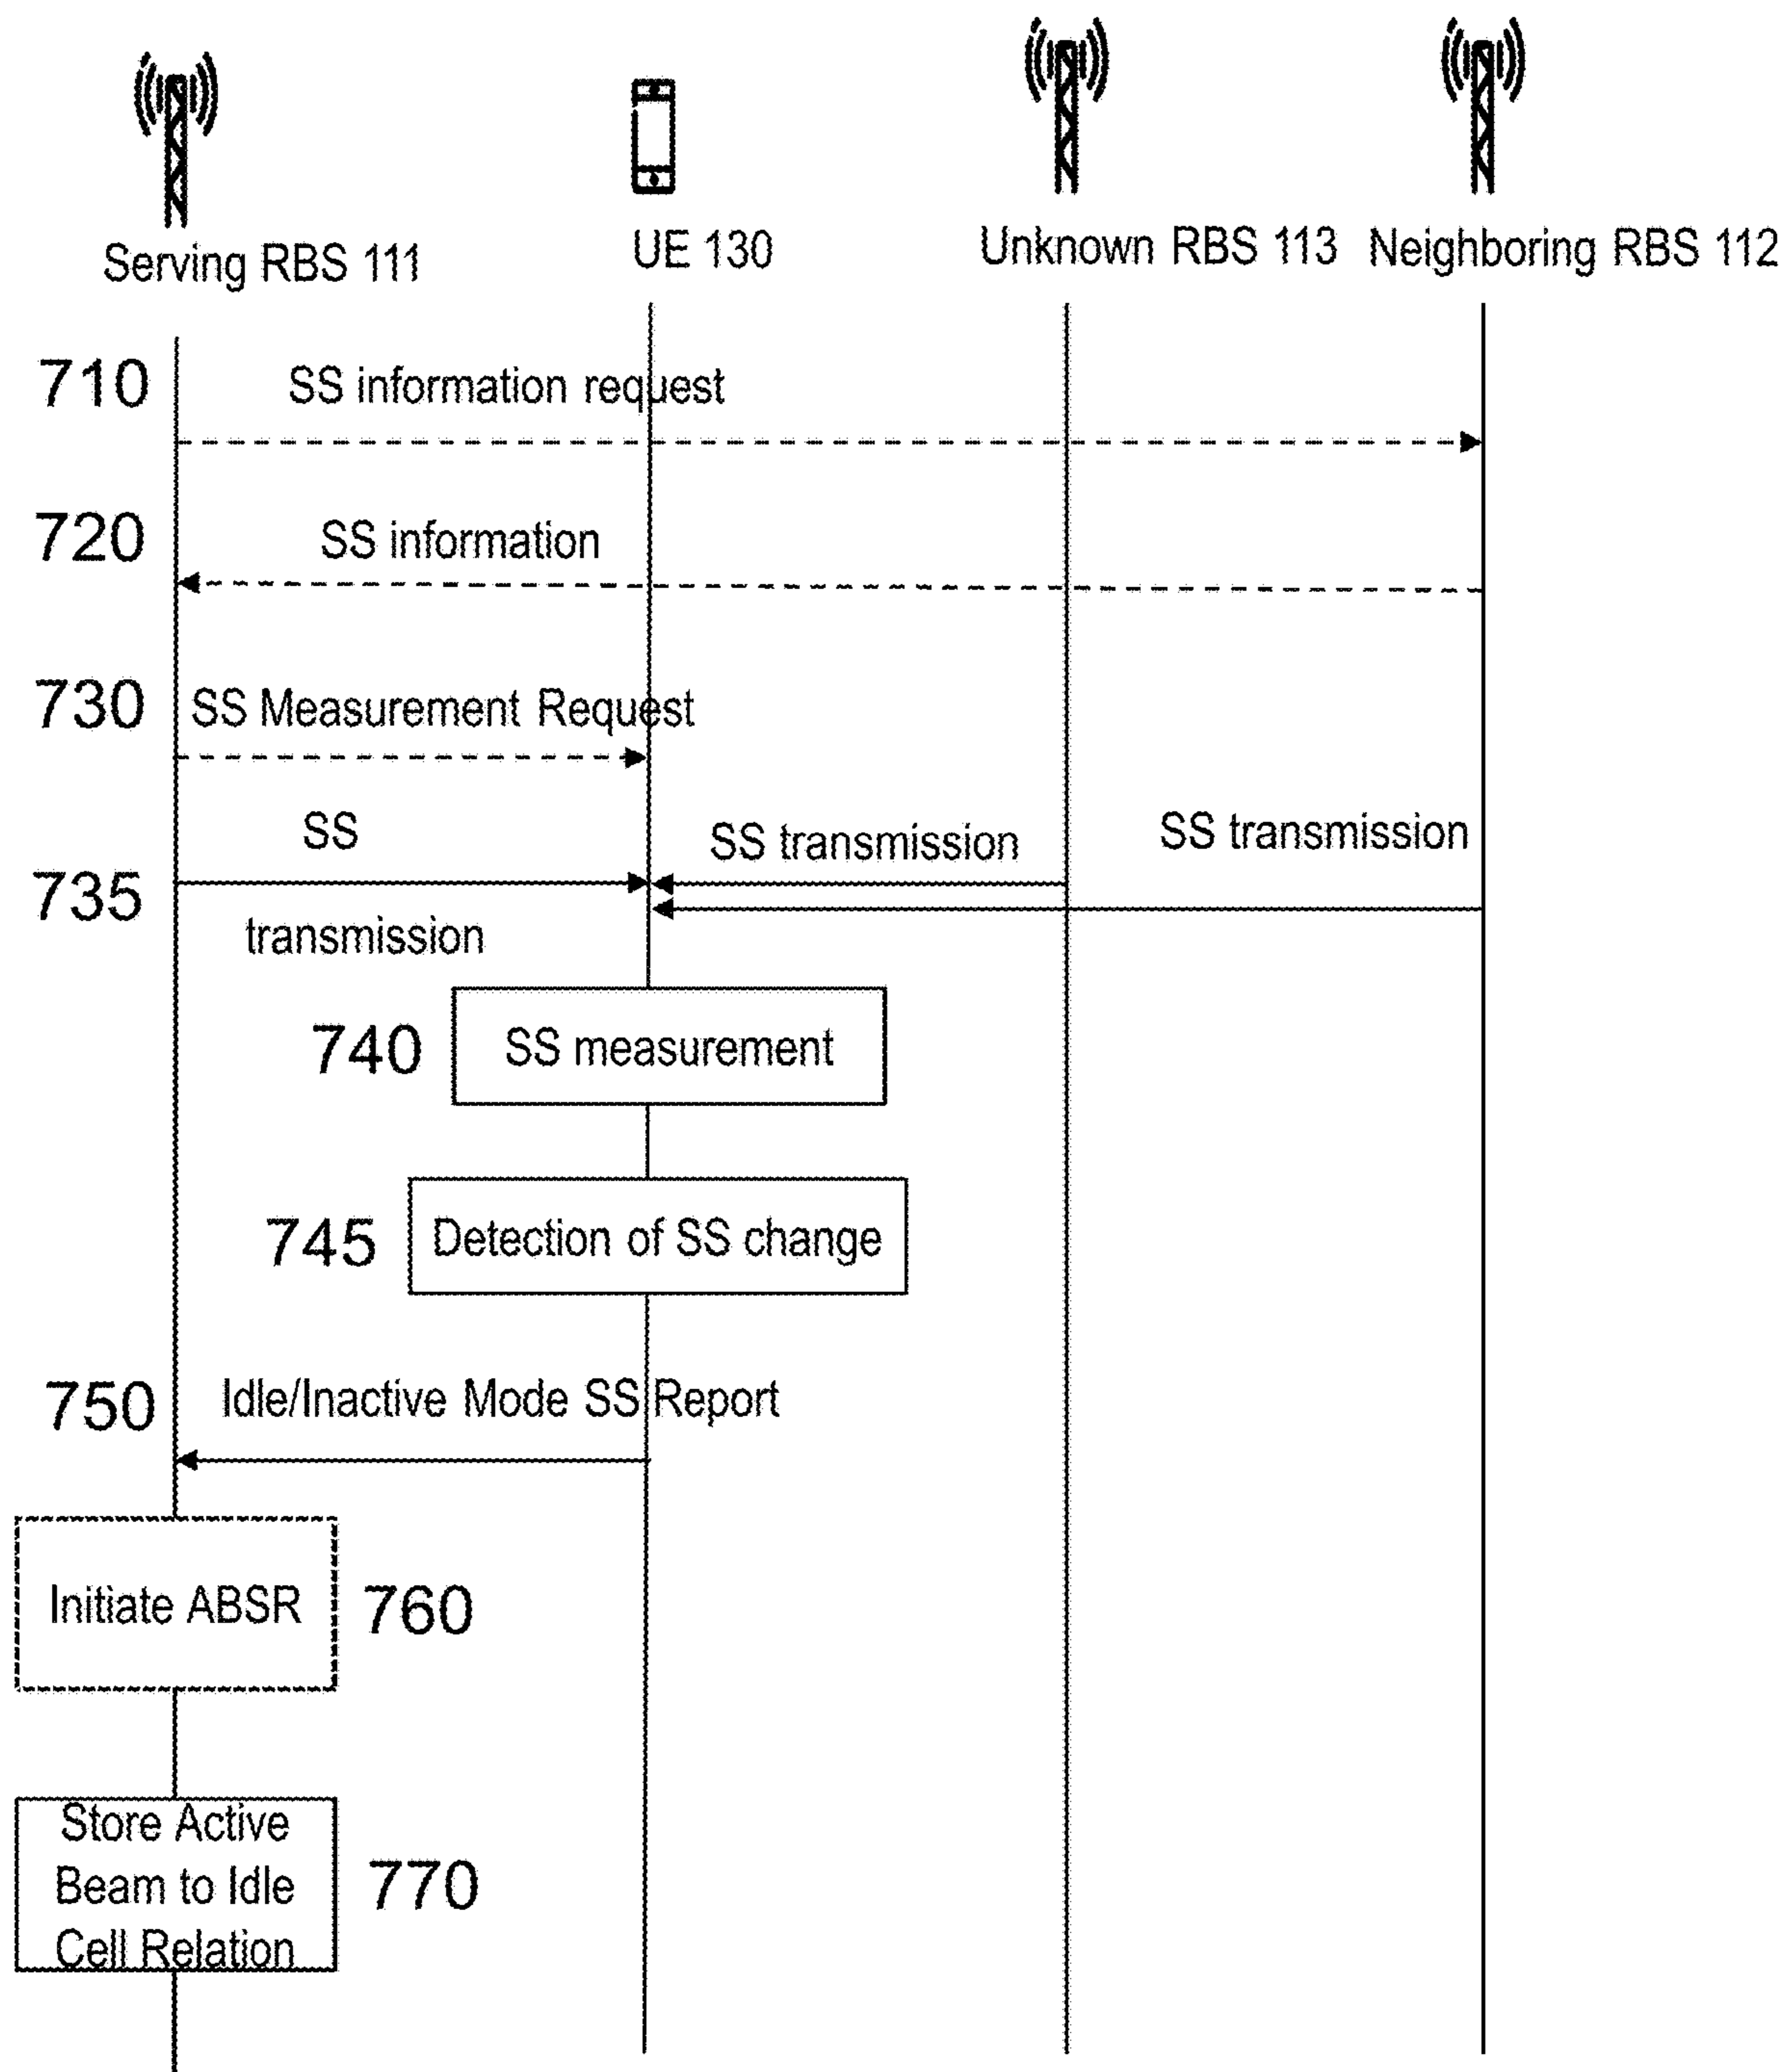 Serving RBS 111
UE 130
Unknown RBS 113
Neighboring RBS 112
710
SS information request
720
SS information
730
SS Measurement Request
735
SS
transmission
SS transmission
SS transmission
740
SS measurement
745
Detection of SS change
750
Idle/Inactive Mode SS Report
Initiate ABSR
760
Store Active
Beam to Idle
Cell Relation
770